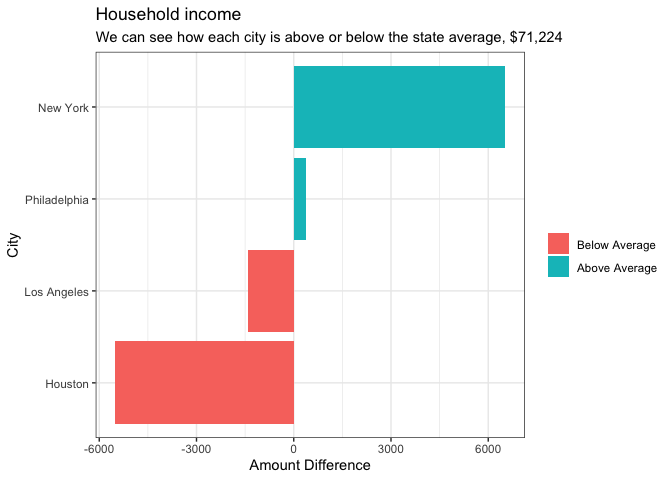 Household income
We can see how each city is above or below the state average, $71,224
New York
Philadelphia
Los Angeles
Houston
City
-6000
-3000
0
3000
6000
Amount Difference
Below Average
Above Average